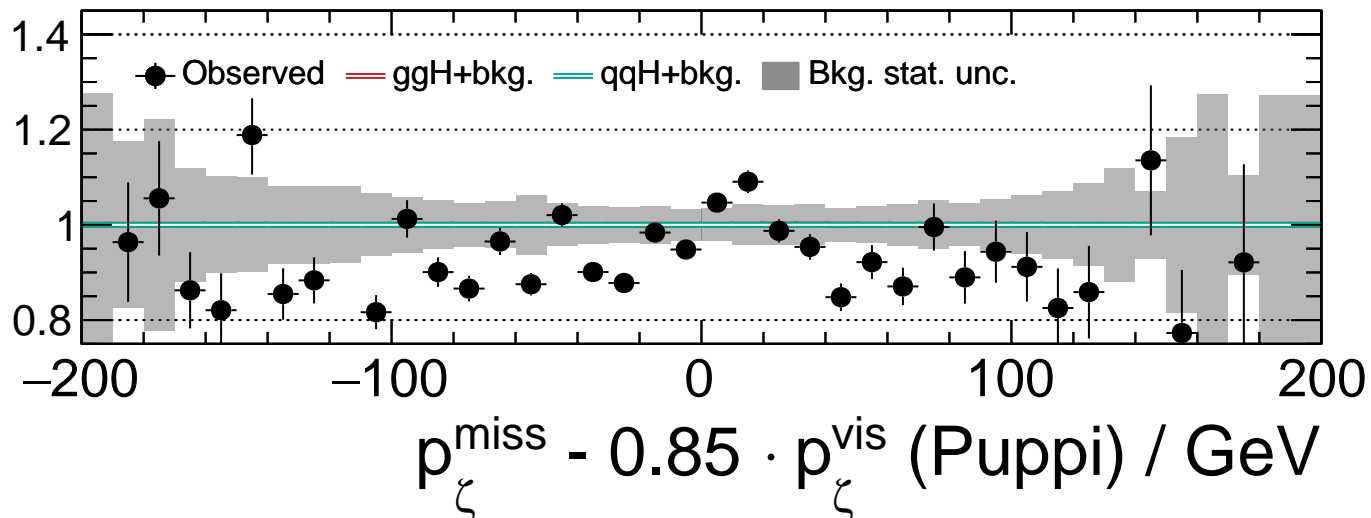 1.4
Observed ggH+bkg. qqH+bkg. Bkg. stat. unc.
1.2
1
0.8
−200 −100 0 100 200
p_ζ^miss - 0.85 · p_ζ^vis (Puppi) / GeV